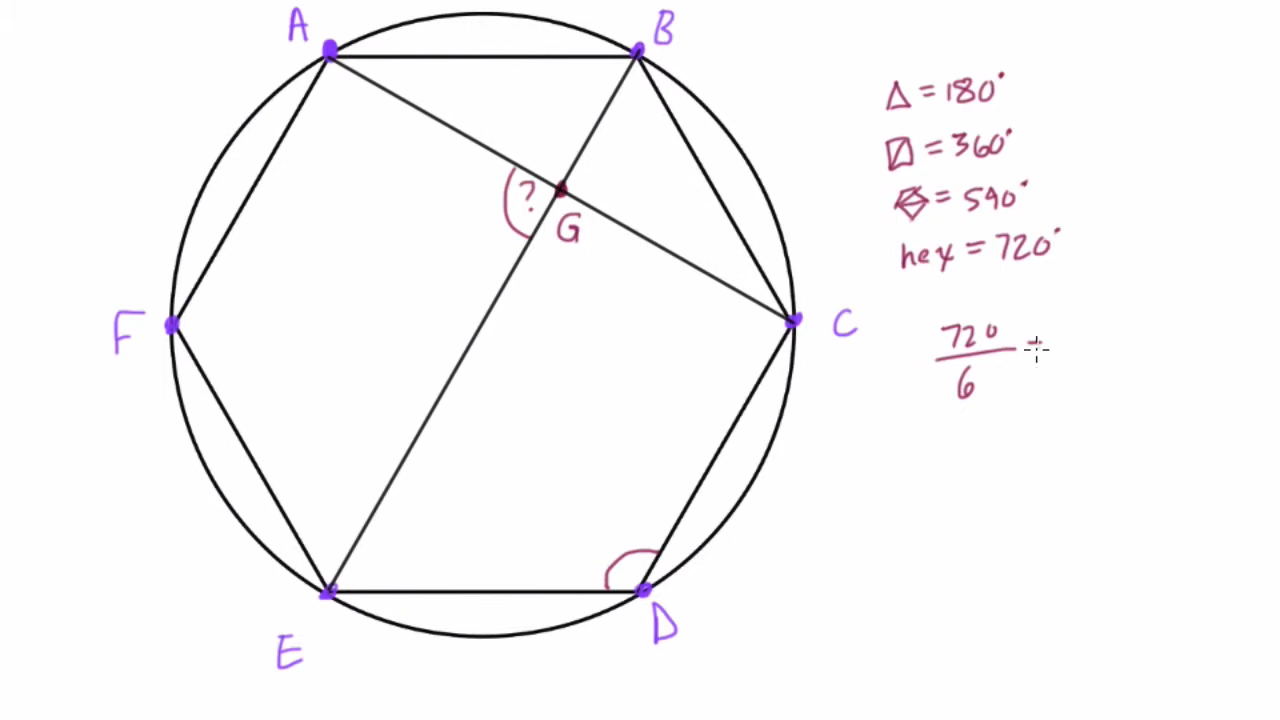 A
B
Δ = 180°
= 360°
? G
= 540°
hex = 720°
F
C
720
6
=
E
D